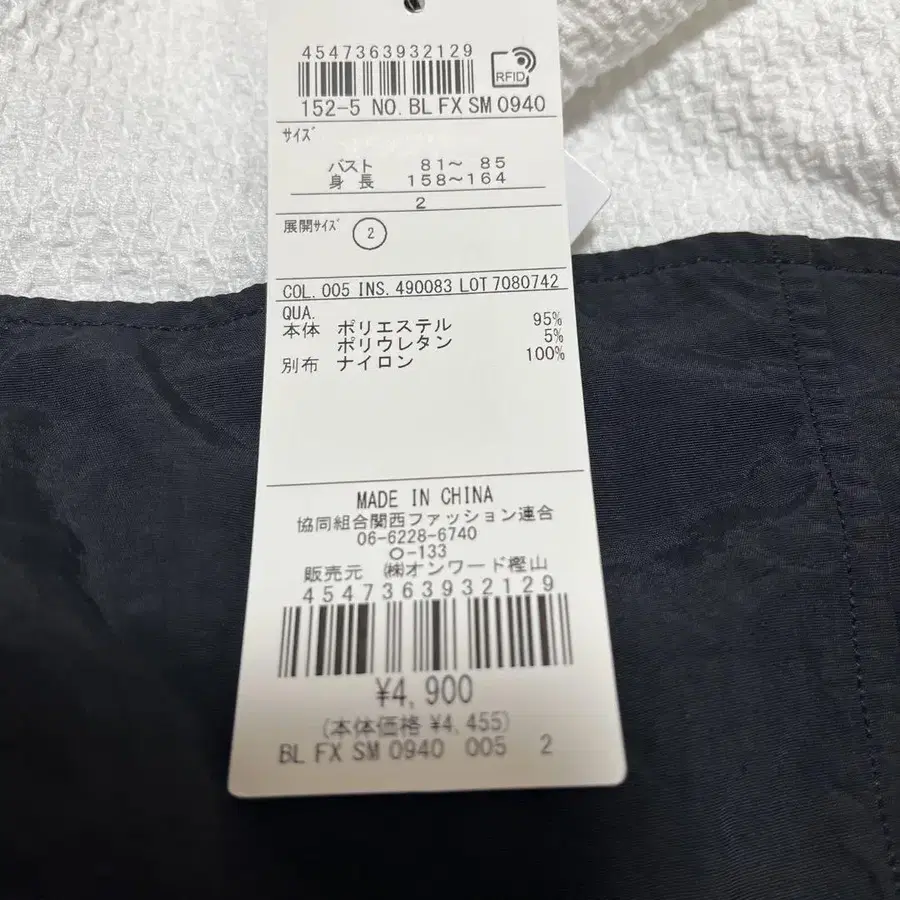 4547363932129
RFID
152-5 NO. BL FX SM 0940
サイズ
バスト 81〜 85
身 長 158〜164
2
展開サイズ
2
COL. 005 INS. 490083 LOT 7080742
QUA.
本体 ポリエステル 95%
ポリウレタン 5%
別布 ナイロン 100%
MADE IN CHINA
協同組合関西ファッション連合
06-6228-6740
O-133
販売元 ㈱オンワード樫山
4547363932129
¥4,900
(本体価格 ¥4,455)
BL FX SM 0940 005 2